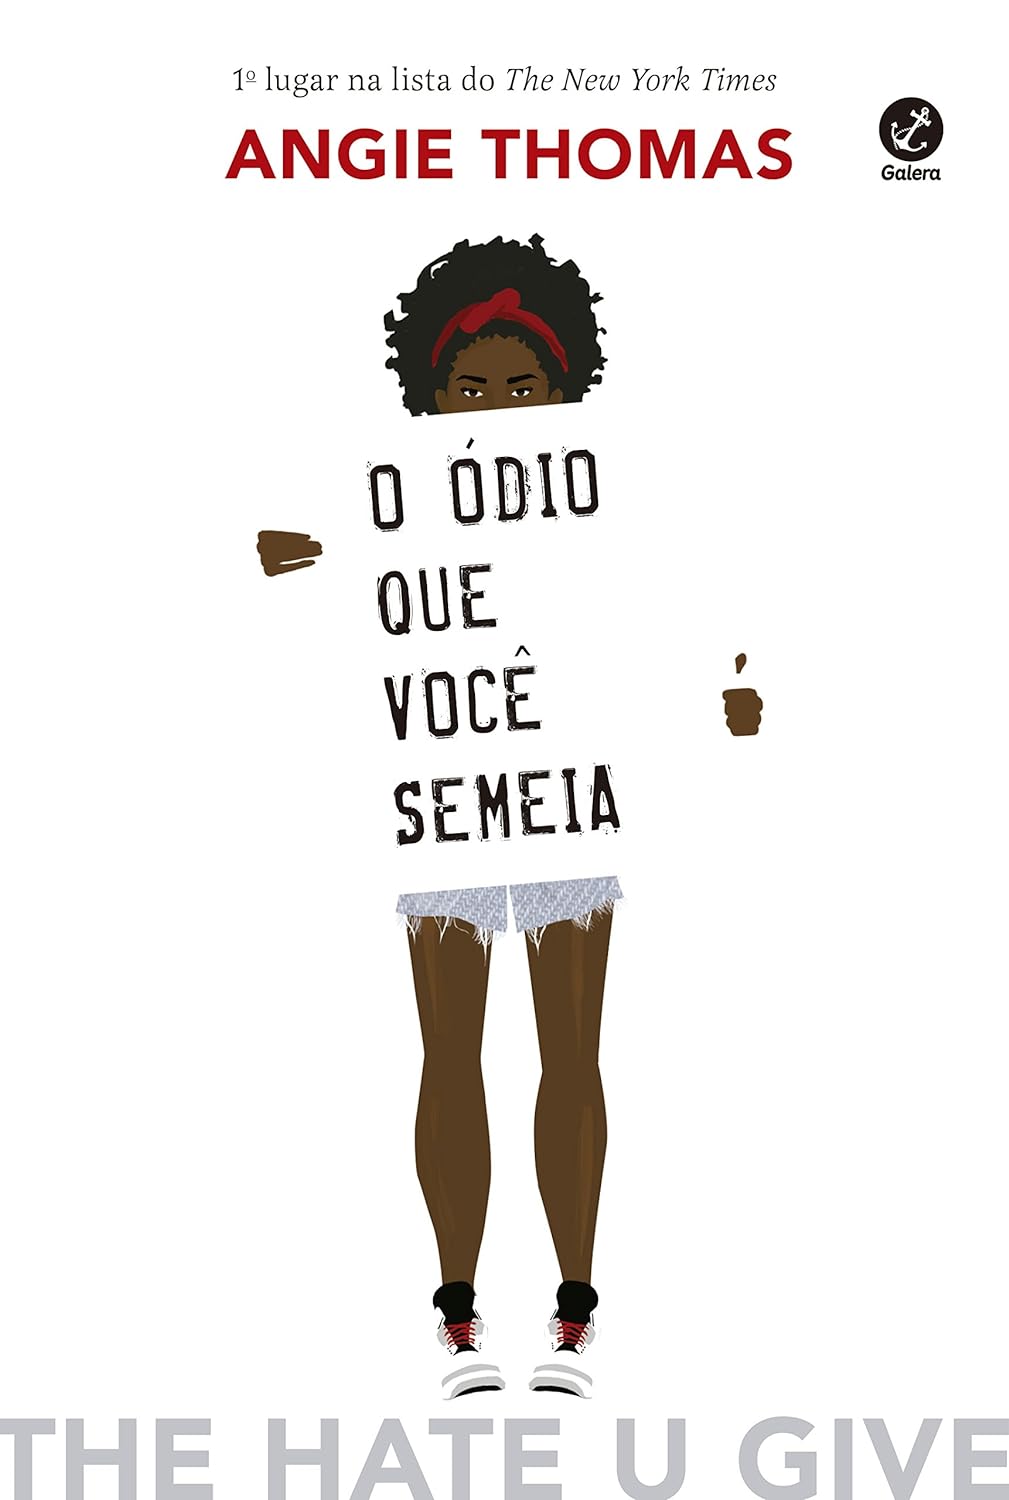 1º lugar na lista do The New York Times
ANGIE THOMAS
Galera
O ÓDIO
QUE
VOCÊ
SEMEIA
THE HATE U GIVE